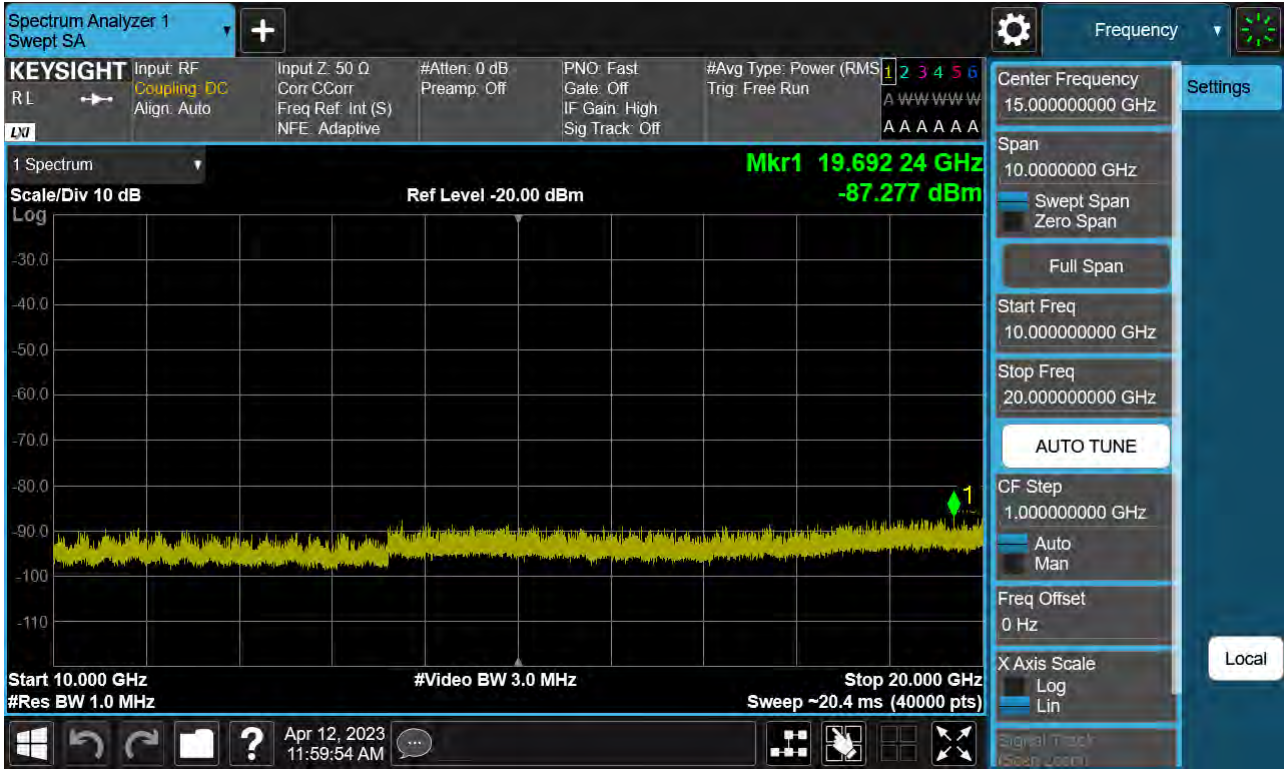 Spectrum Analyzer 1
Swept SA
Frequency
KEYSIGHT
RL
LXI
Input: RF
Coupling: DC
Align: Auto
Input Z: 50 Ω
Corr CCorr
Freq Ref: Int (S)
NFE: Adaptive
#Atten: 0 dB
Preamp: Off
PNO: Fast
Gate: Off
IF Gain: High
Sig Track: Off
#Avg Type: Power (RMS
Trig: Free Run
1 2 3 4 5 6
A W W W W W
A A A A A A
1 Spectrum
Mkr1 19.692 24 GHz
Scale/Div 10 dB
Ref Level -20.00 dBm
-87.277 dBm
Log
-30.0
-40.0
-50.0
-60.0
-70.0
-80.0
1
-90.0
-100
-110
Start 10.000 GHz
#Video BW 3.0 MHz
Stop 20.000 GHz
#Res BW 1.0 MHz
Sweep ~20.4 ms (40000 pts)
Center Frequency
15.000000000 GHz
Settings
Span
10.0000000 GHz
Swept Span
Zero Span
Full Span
Start Freq
10.000000000 GHz
Stop Freq
20.000000000 GHz
AUTO TUNE
CF Step
1.000000000 GHz
Auto
Man
Freq Offset
0 Hz
X Axis Scale
Log
Lin
Local
Signal Track
(Span Zoom)
?
Apr 12, 2023
11:59:54 AM